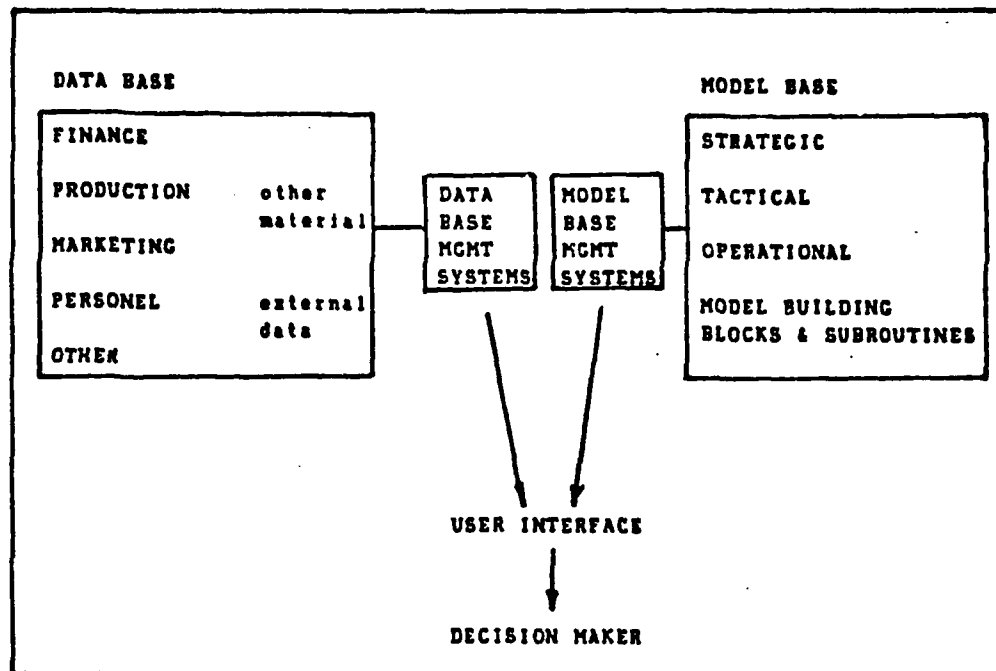 DATA BASE
FINANCE
PRODUCTION other
material
MARKETING
PERSONEL external
data
OTHER
DATA
BASE
MGMT
SYSTEMS
MODEL
BASE
MGMT
SYSTEMS
MODEL BASE
STRATEGIC
TACTICAL
OPERATIONAL
MODEL BUILDING
BLOCKS & SUBROUTINES
USER INTERFACE
DECISION MAKER